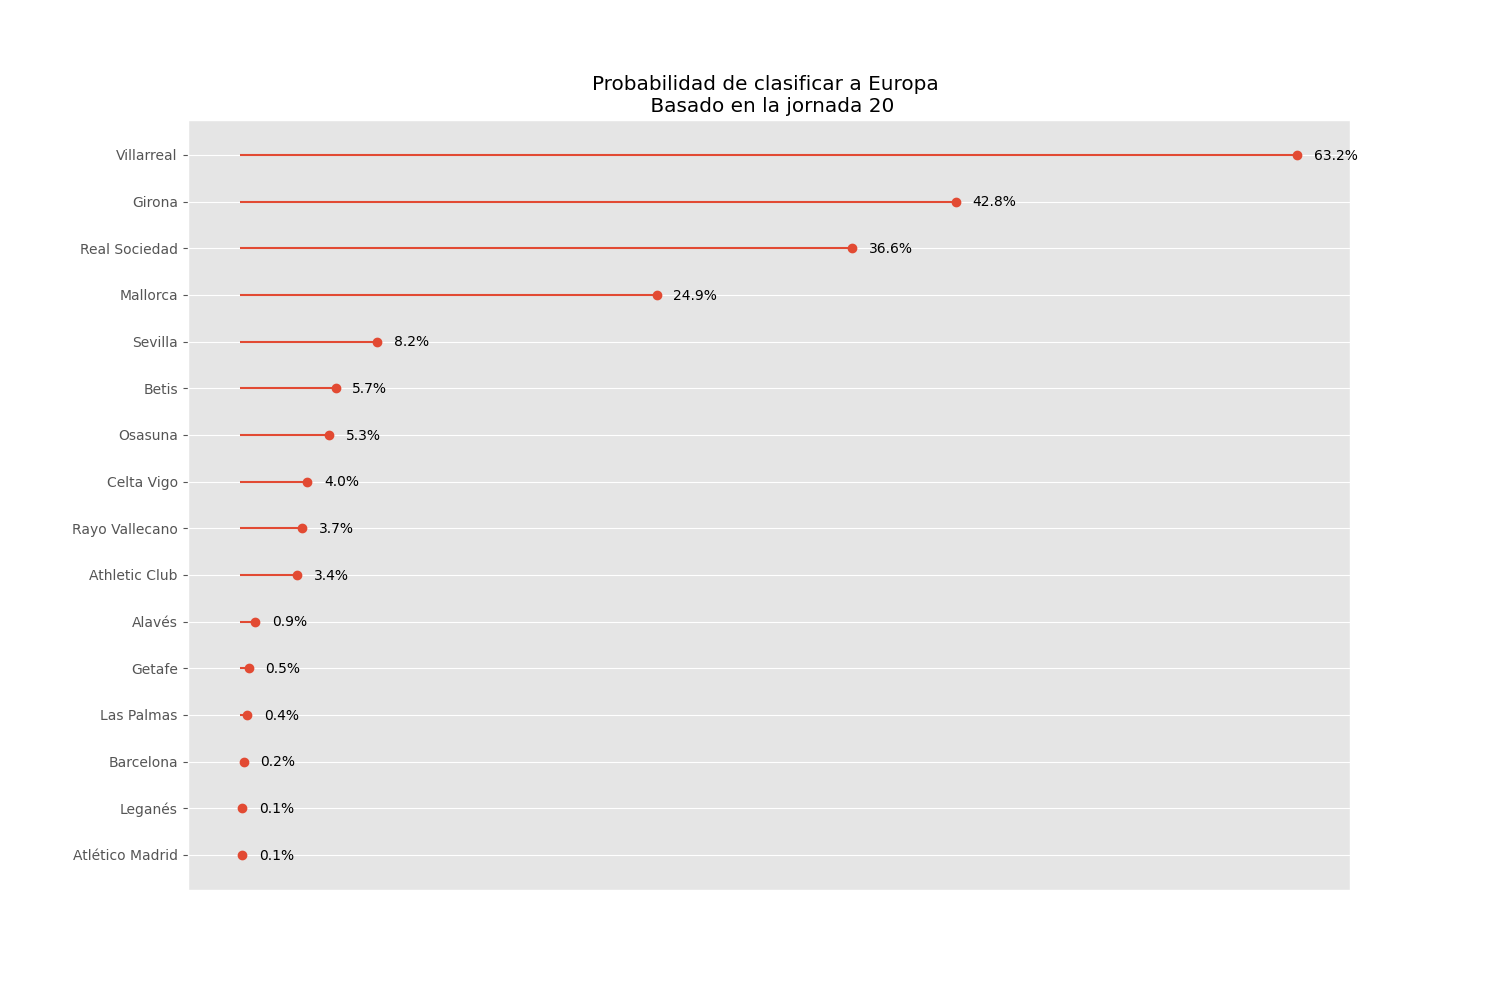 Probabilidad de clasificar a Europa
Basado en la jornada 20
Villarreal 63.2%
Girona 42.8%
Real Sociedad 36.6%
Mallorca 24.9%
Sevilla 8.2%
Betis 5.7%
Osasuna 5.3%
Celta Vigo 4.0%
Rayo Vallecano 3.7%
Athletic Club 3.4%
Alavés 0.9%
Getafe 0.5%
Las Palmas 0.4%
Barcelona 0.2%
Leganés 0.1%
Atlético Madrid 0.1%